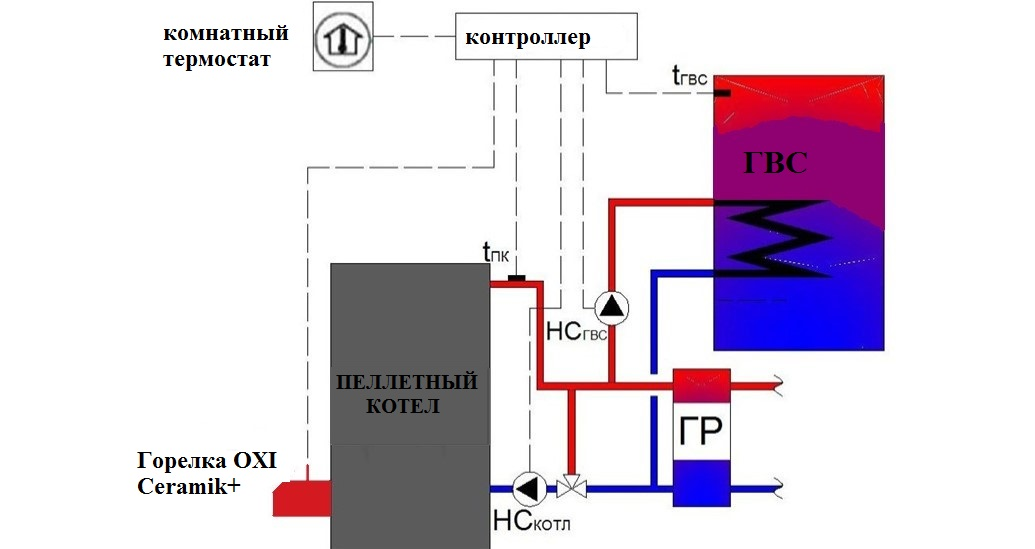 комнатный
термостат
контроллер
tГВС
ГВС
tПК
НСГВС
ПЕЛЛЕТНЫЙ
КОТЕЛ
ГР
Горелка OXI
Ceramik+
НСКОТЛ